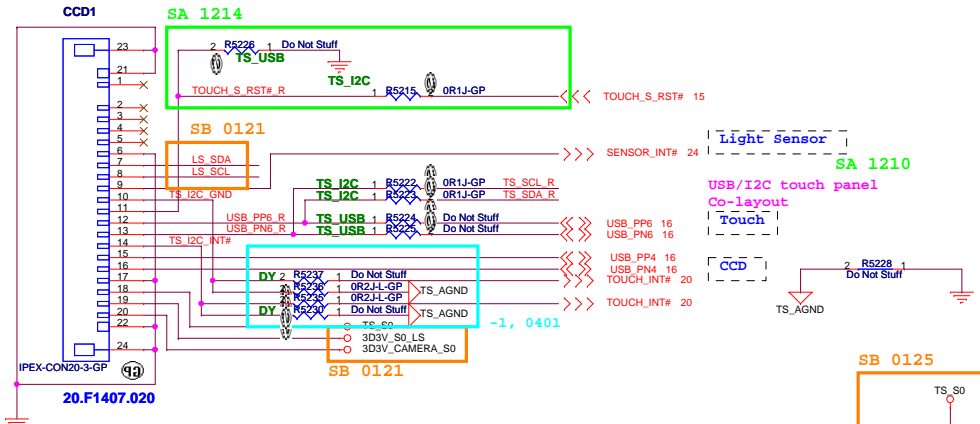 CCD1
SA 1214
23
2 R5226 1 Do Not Stuff
TS_USB
21
1
TS_I2C
TOUCH_S_RST#_R
1 R5215 2 0R1J-GP
TOUCH_S_RST# 15
2
3
4
5
SB 0121
6
7 LS_SDA
8 LS_SCL
9
SENSOR_INT# 24
Light Sensor
SA 1210
USB/I2C touch panel
Co-layout
Touch
TS_I2C_GND
10
11
TS_I2C 1 R5222 0R1J-GP TS_SCL_R
1 R5223 0R1J-GP TS_SDA_R
12 USB_PP6_R TS_USB 1 R5224 Do Not Stuff USB_PP6 16
13 USB_PN6_R TS_USB 1 R5225 Do Not Stuff USB_PN6 16
14 TS_I2C_INT#
15 USB_PP4 16
16 USB_PN4 16
CCD
2 R5228 1
Do Not Stuff
TS_AGND
17 DY 2 R5237 1 Do Not Stuff TOUCH_INT# 20
18 R5236 1 0R2J-L-GP TS_AGND
19 R5235 1 0R2J-L-GP TOUCH_INT# 20
20 DY R5230 1 Do Not Stuff TS_AGND
22
-1, 0401
TS_S0
3D3V_S0_LS
3D3V_CAMERA_S0
24
SB 0121
IPEX-CON20-3-GP
20.F1407.020
SB 0125
TS_S0